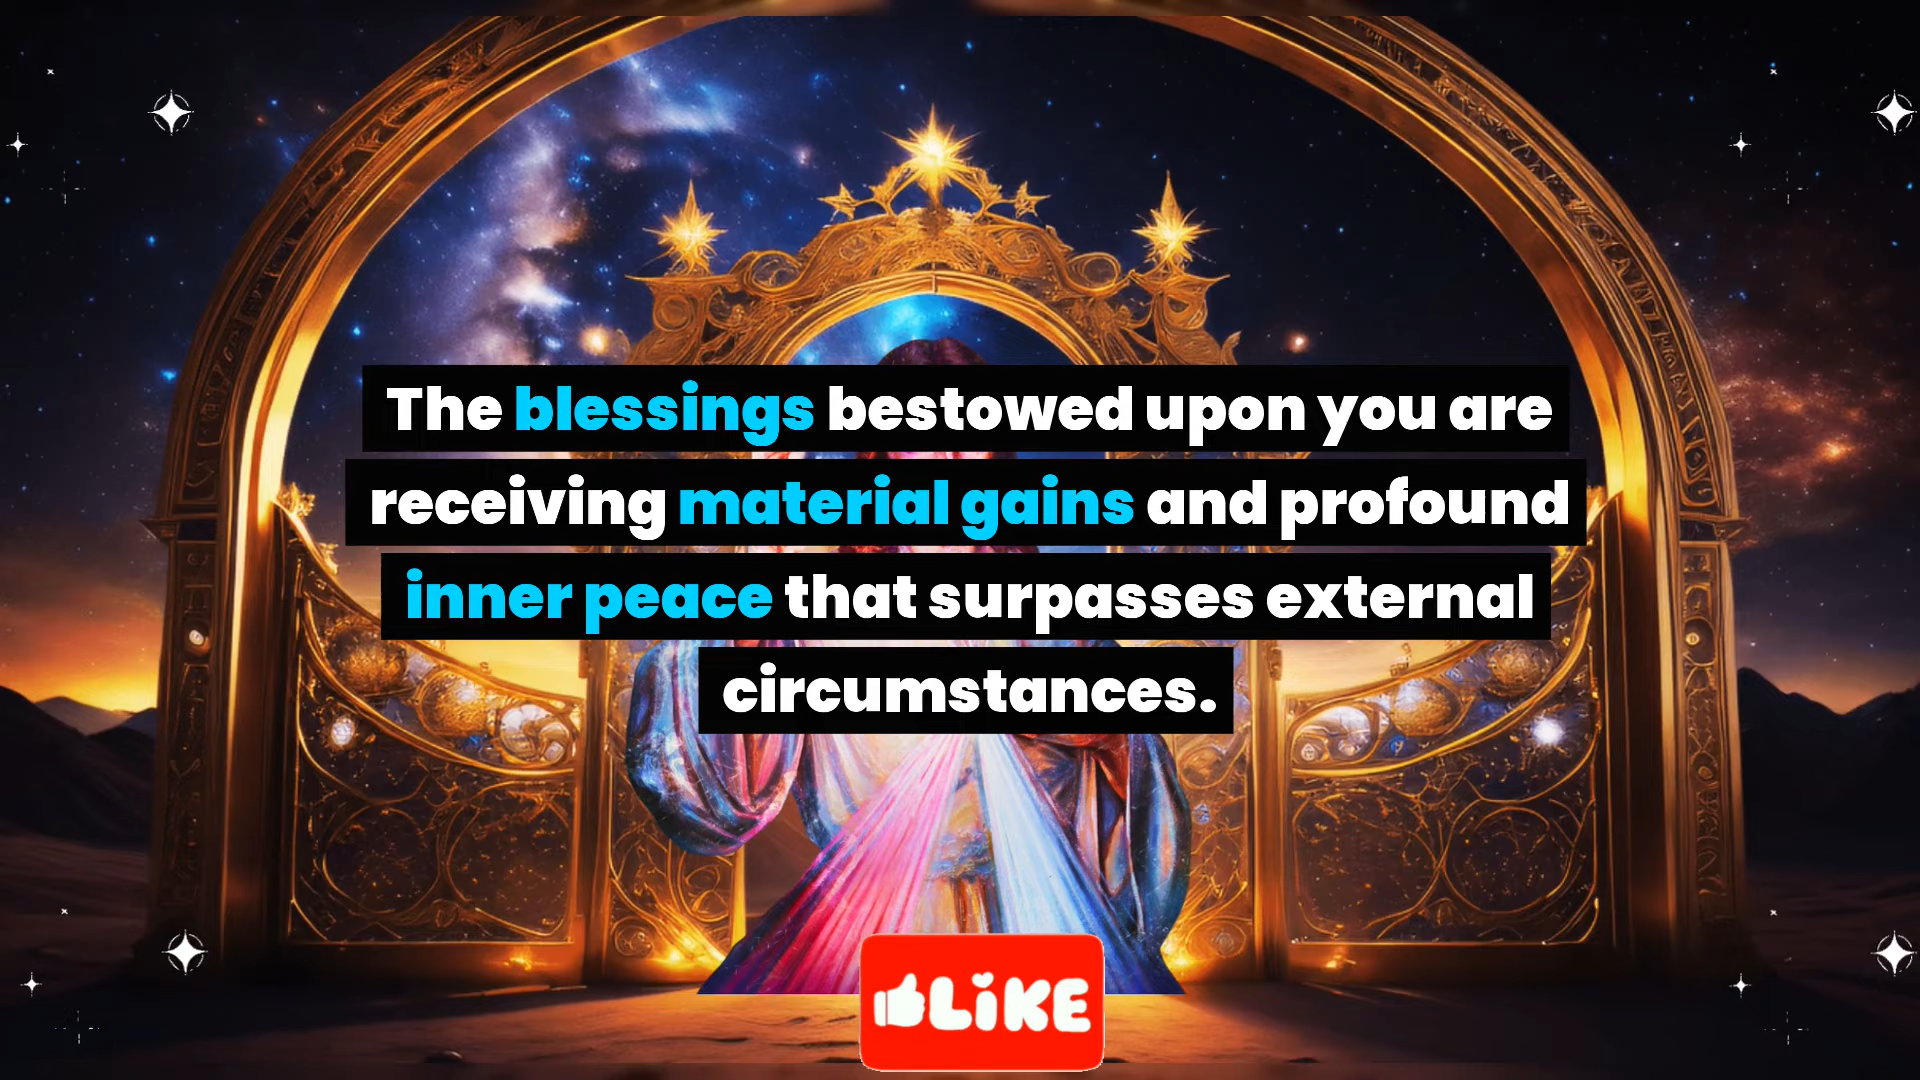 The blessings bestowed upon you are
receiving material gains and profound
inner peace that surpasses external
circumstances.
LiKE